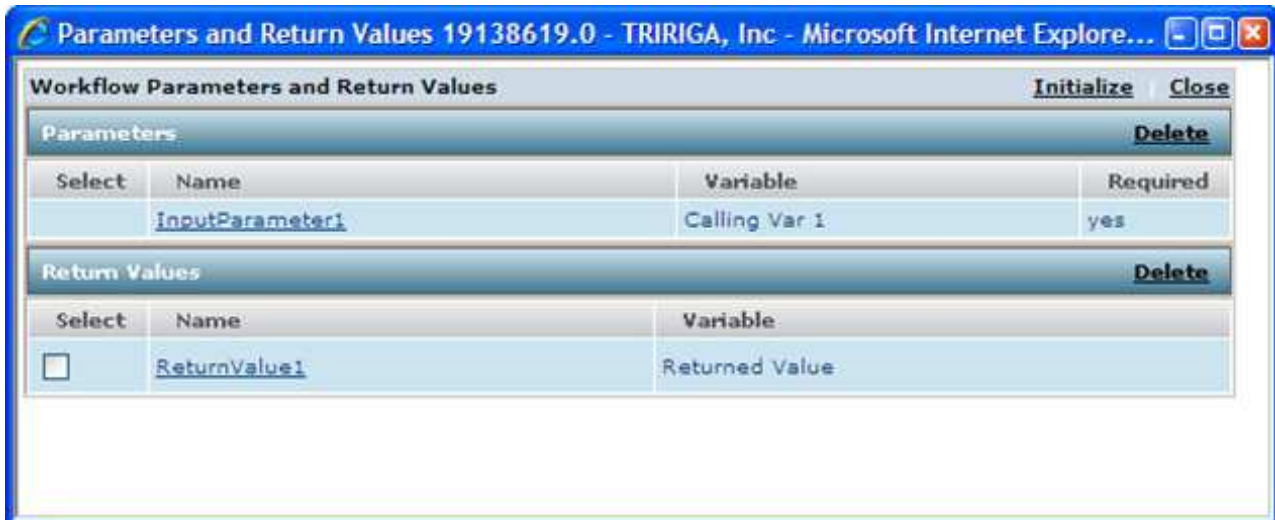 Parameters and Return Values 19138619.0 - TRIRIGA, Inc - Microsoft Internet Explore...
Workflow Parameters and Return Values Initialize Close
Parameters Delete
Select Name Variable Required
InputParameter1 Calling Var 1 yes
Return Values Delete
Select Name Variable
ReturnValue1 Returned Value